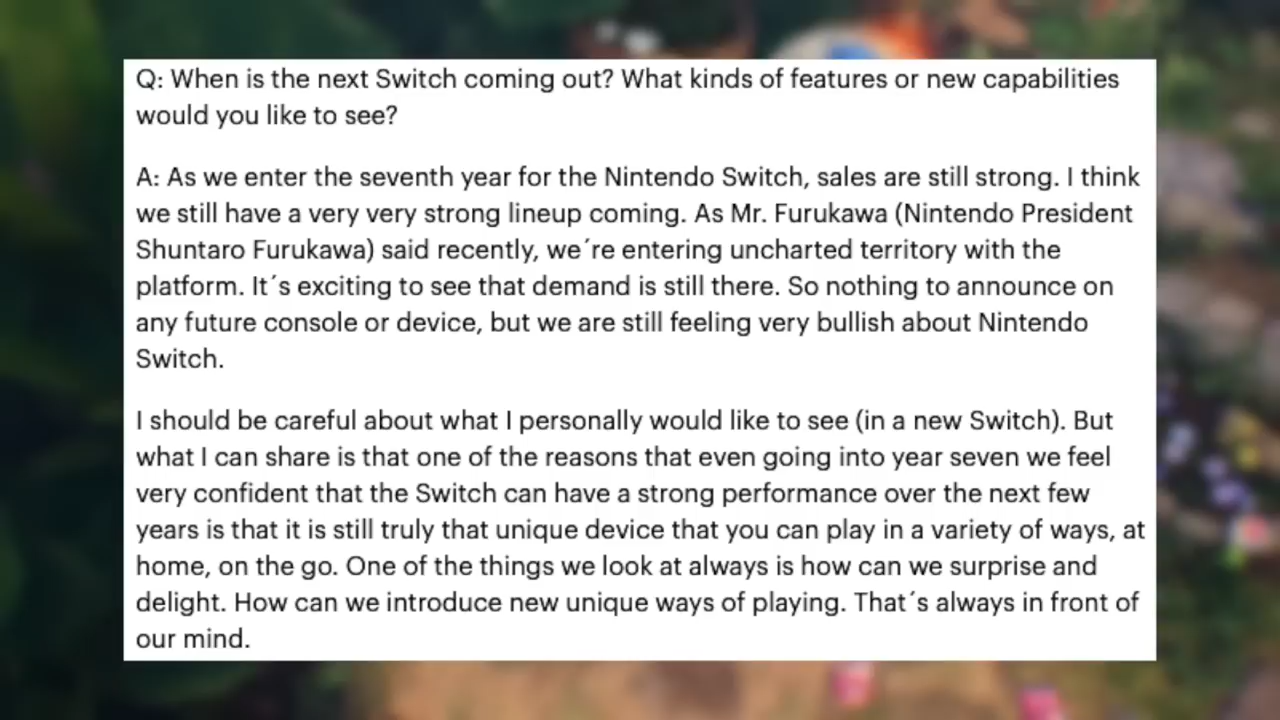 Q: When is the next Switch coming out? What kinds of features or new capabilities
would you like to see?
A: As we enter the seventh year for the Nintendo Switch, sales are still strong. I think
we still have a very very strong lineup coming. As Mr. Furukawa (Nintendo President
Shuntaro Furukawa) said recently, we´re entering uncharted territory with the
platform. It´s exciting to see that demand is still there. So nothing to announce on
any future console or device, but we are still feeling very bullish about Nintendo
Switch.
I should be careful about what I personally would like to see (in a new Switch). But
what I can share is that one of the reasons that even going into year seven we feel
very confident that the Switch can have a strong performance over the next few
years is that it is still truly that unique device that you can play in a variety of ways, at
home, on the go. One of the things we look at always is how can we surprise and
delight. How can we introduce new unique ways of playing. That´s always in front of
our mind.